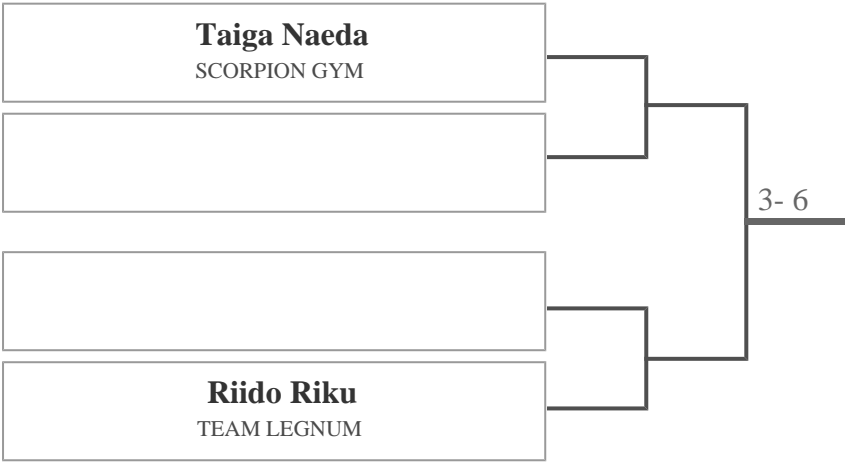 Taiga Naeda
SCORPION GYM
3- 6
Riido Riku
TEAM LEGNUM